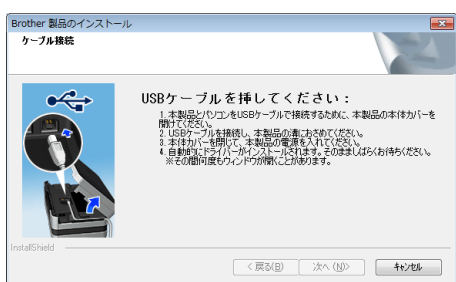 Brother 製品のインストール
ケーブル接続
USBケーブルを挿してください：
1. 本製品とパソコンをUSBケーブルで接続するために、本製品の本体カバーを
開けてください。
2. USBケーブルを接続し、本製品の溝におさめてください。
3. 本体カバーを閉じて、本製品の電源を入れてください。
4. 自動的にドライバーがインストールされます。そのまましばらくお待ちください。
※その間何度もウィンドウが開くことがあります。
InstallShield
< 戻る(B)
次へ (N)>
キャンセル